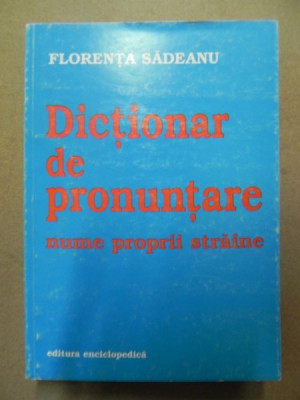 FLORENȚA SĂDEANU
Dicționar
de
pronunțare
nume proprii străine
editura enciclopedică